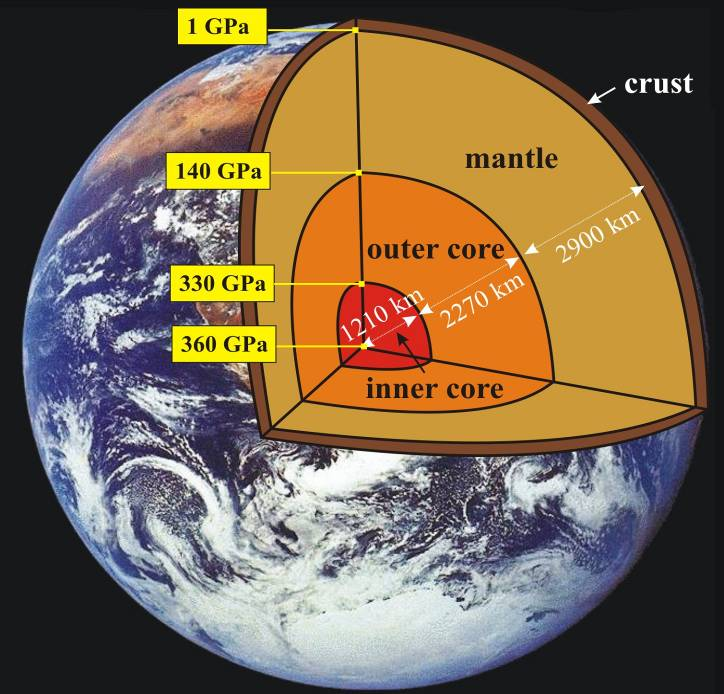 1 GPa
crust
mantle
140 GPa
outer core
2900 km
330 GPa
2270 km
1210 km
360 GPa
inner core